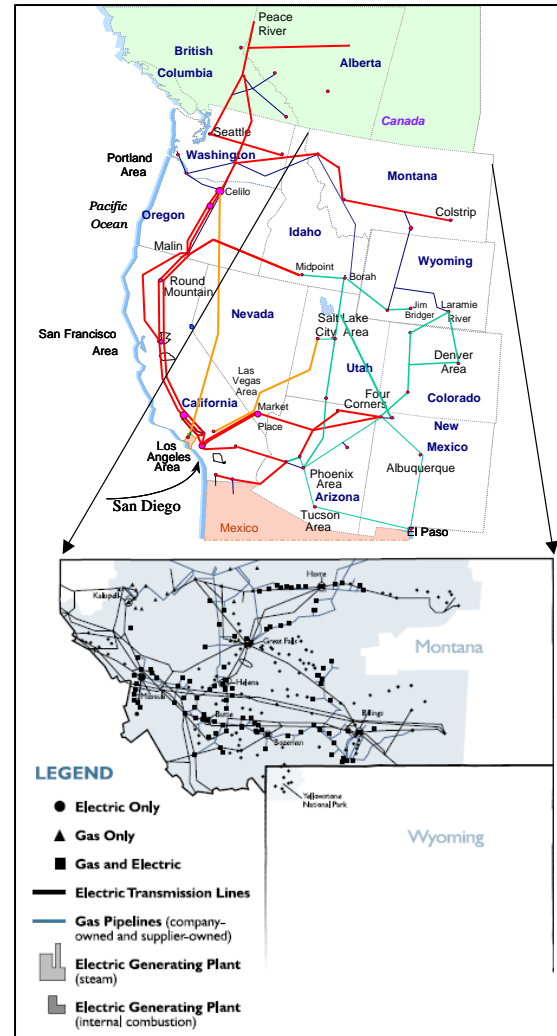 Peace
River
British
Columbia
Alberta
Canada
Seattle
Washington
Portland
Area
Montana
Celilo
Pacific
Ocean
Oregon
Colstrip
Idaho
Malin
Wyoming
Midpoint
Borah
Round
Mountain
Nevada
Salt Lake
City Area
Jim
Bridger
Laramie
River
San Francisco
Area
Utah
Denver
Area
Las
Vegas
Area
Four
Corners
Colorado
California
Market
Place
New
Mexico
Los
Angeles
Area
Phoenix
Area
Albuquerque
San Diego
Arizona
Tucson
Area
Mexico
El Paso
Havre
Kalispell
Great Falls
Montana
Helena
Missoula
Butte
Billings
Bozeman
LEGEND
Yellowstone
National Park
Wyoming
Electric Only
Gas Only
Gas and Electric
Electric Transmission Lines
Gas Pipelines (company-
owned and supplier-owned)
Electric Generating Plant
(steam)
Electric Generating Plant
(internal combustion)